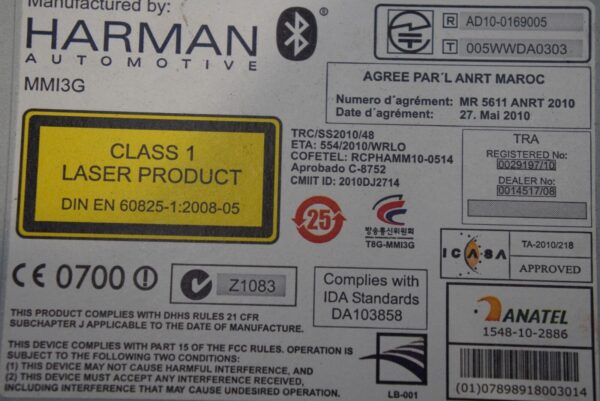 Manufactured by:
HARMAN
AUTOMOTIVE
MMI3G
®
R AD10-0169005
T 005WWDA0303
AGREE PAR´L ANRT MAROC
Numero d´agrément: MR 5611 ANRT 2010
Date d´agrément: 27. Mai 2010
CLASS 1
LASER PRODUCT
DIN EN 60825-1:2008-05
TRC/SS2010/48
ETA: 554/2010/WRLO
COFETEL: RCPHAMM10-0514
Aprobado C-8752
CMIIT ID: 2010DJ2714
TRA
REGISTERED No:
0029197/10
DEALER No:
0014517/08
25
방송통신위원회
T8G-MMI3G
ICASA
TA-2010/218
APPROVED
CE 0700
Z1083
Complies with
IDA Standards
DA103858
ANATEL
1548-10-2886
(01)07898918003014
THIS PRODUCT COMPLIES WITH DHHS RULES 21 CFR
SUBCHAPTER J APPLICABLE TO THE DATE OF MANUFACTURE.
THIS DEVICE COMPLIES WITH PART 15 OF THE FCC RULES. OPERATION IS
SUBJECT TO THE FOLLOWING TWO CONDITIONS:
(1) THIS DEVICE MAY NOT CAUSE HARMFUL INTERFERENCE, AND
(2) THIS DEVICE MUST ACCEPT ANY INTERFERENCE RECEIVED,
INCLUDING INTERFERENCE THAT MAY CAUSE UNDESIRED OPERATION.
LB-001